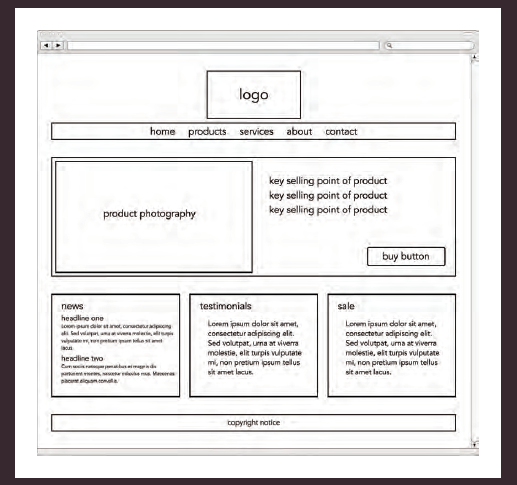 logo
home products services about contact
product photography
key selling point of product
key selling point of product
key selling point of product
buy button
news
headline one
Lorem ipsum dolor sit amet, consectetur adipiscing
elit. Sed volutpat, urna at viverra molestie, elit turpis
vulputate mi, non pretium ipsum tellus sit amet
lacus.
headline two
Cum sociis natoque penatibus et magnis dis
parturient montes, nascetur ridiculus mus. Maecenas
placerat aliquam convallis.
testimonials
Lorem ipsum dolor sit amet,
consectetur adipiscing elit.
Sed volutpat, urna at viverra
molestie, elit turpis vulputate
mi, non pretium ipsum tellus
sit amet lacus.
sale
Lorem ipsum dolor sit amet,
consectetur adipiscing elit.
Sed volutpat, urna at viverra
molestie, elit turpis vulputate
mi, non pretium ipsum tellus
sit amet lacus.
copyright notice